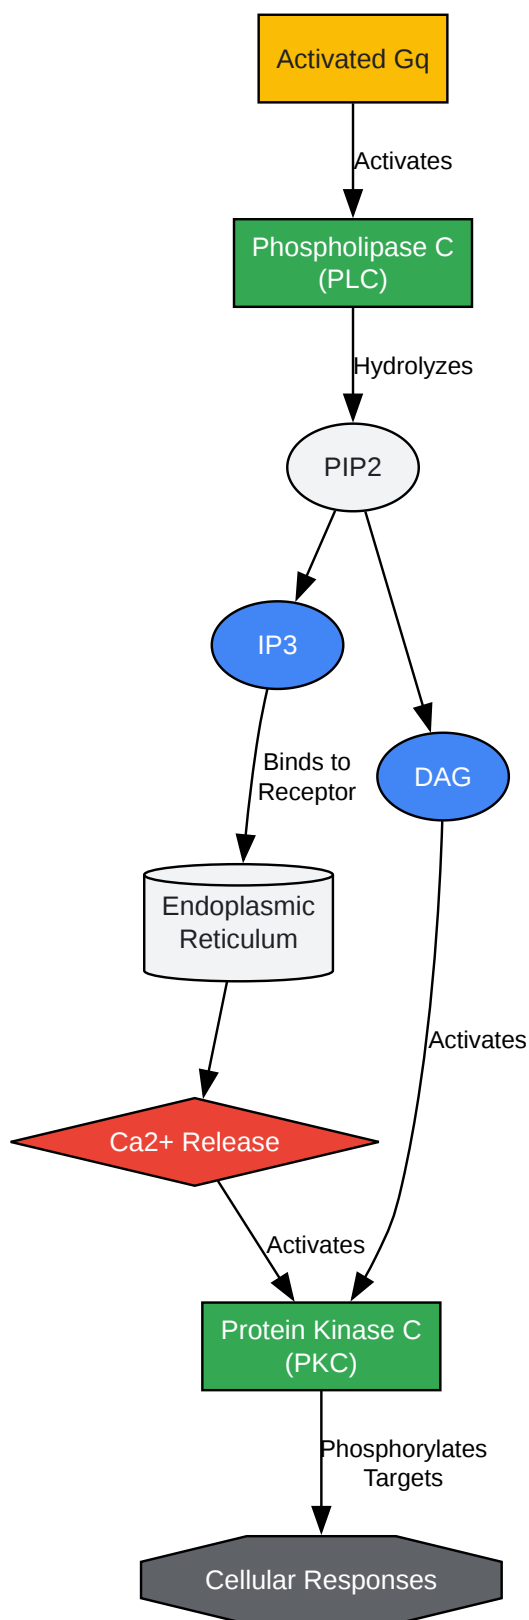 Activated Gq
Activates
Phospholipase C
(PLC)
Hydrolyzes
PIP2
IP3
Binds to
Receptor
DAG
Endoplasmic
Reticulum
Activates
Ca2+ Release
Activates
Protein Kinase C
(PKC)
Phosphorylates
Targets
Cellular Responses